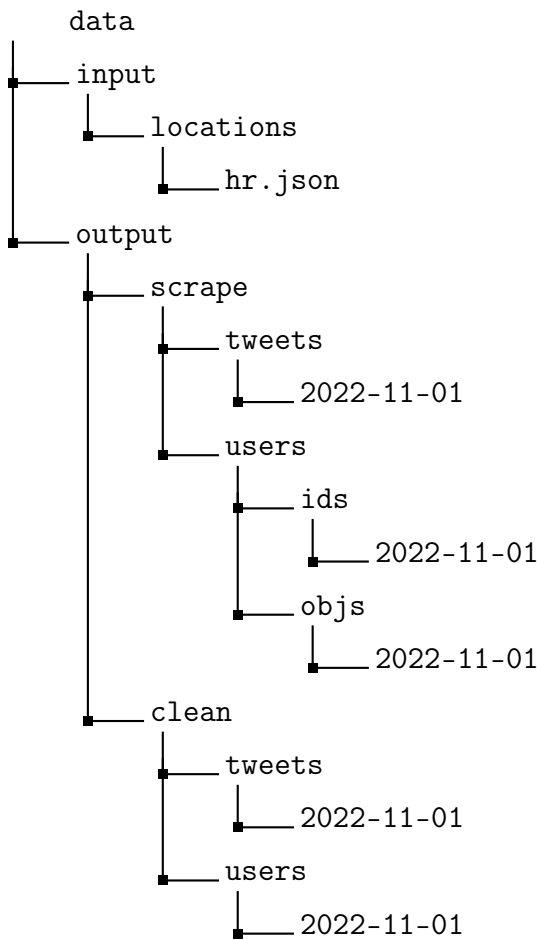 data
input
locations
hr.json
output
scrape
tweets
2022-11-01
users
ids
2022-11-01
objs
2022-11-01
clean
tweets
2022-11-01
users
2022-11-01